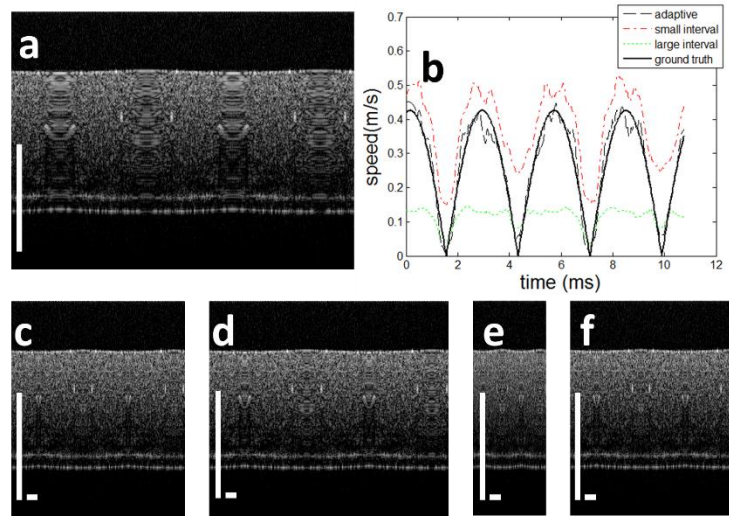 a
b
adaptive
small interval
large interval
ground truth
speed(m/s)
0.7
0.6
0.5
0.4
0.3
0.2
0.1
0
0 2 4 6 8 10 12
time (ms)
c
d
e
f